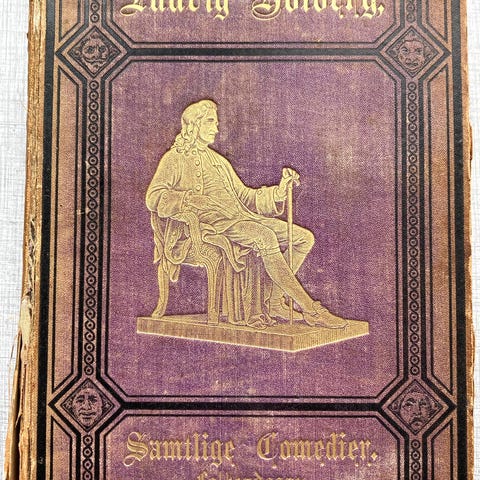 Ludvig Holberg,
Samtlige Comedier.